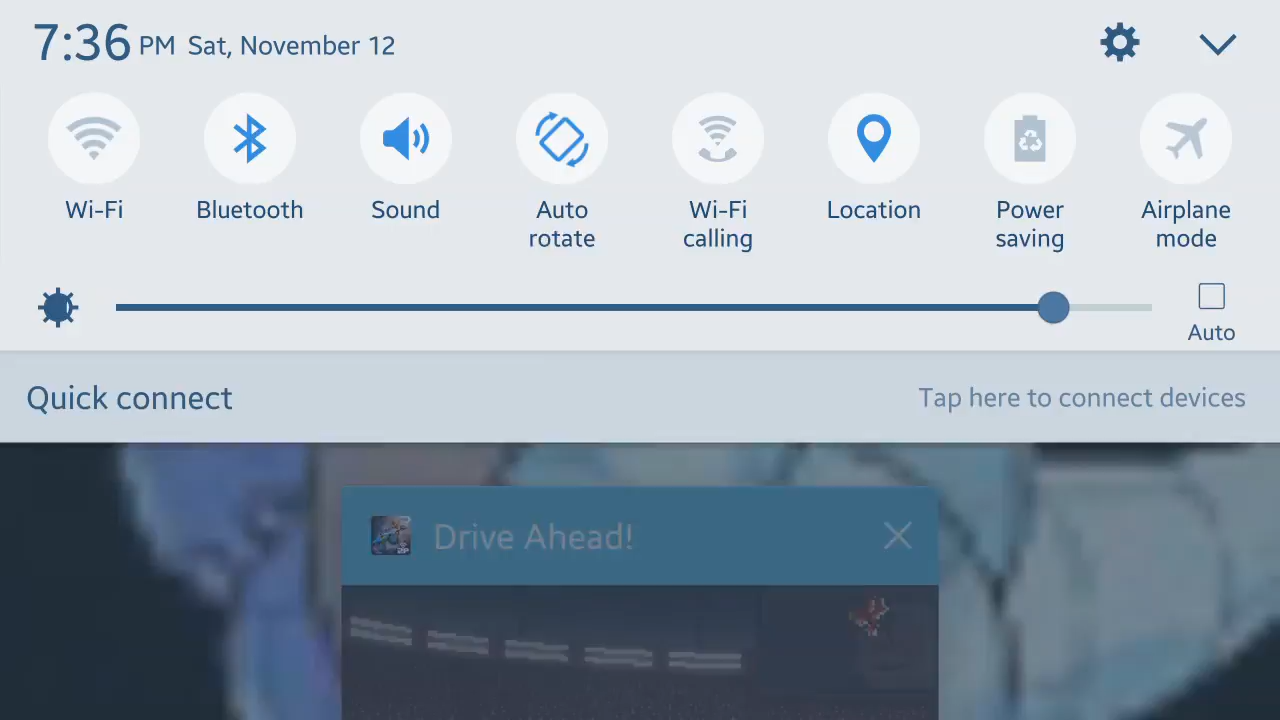 7:36 PM Sat, November 12
Wi-Fi
Bluetooth
Sound
Auto
rotate
Wi-Fi
calling
Location
Power
saving
Airplane
mode
Auto
Quick connect
Tap here to connect devices
Drive Ahead!